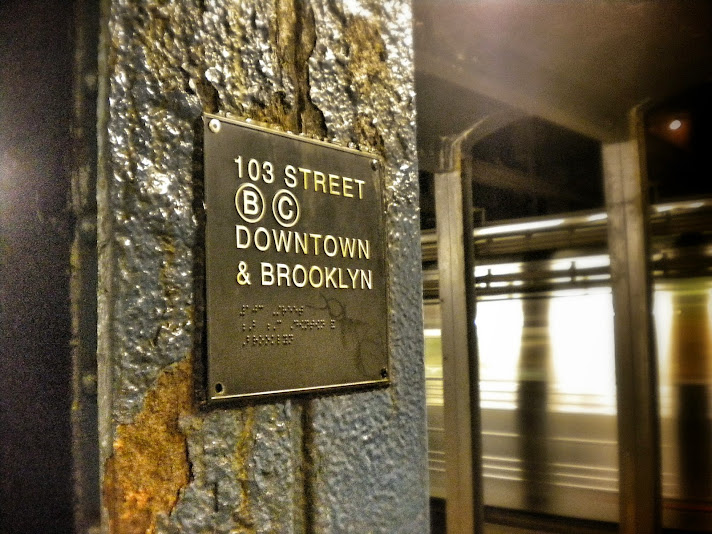 103 STREET
B C
DOWNTOWN
& BROOKLYN